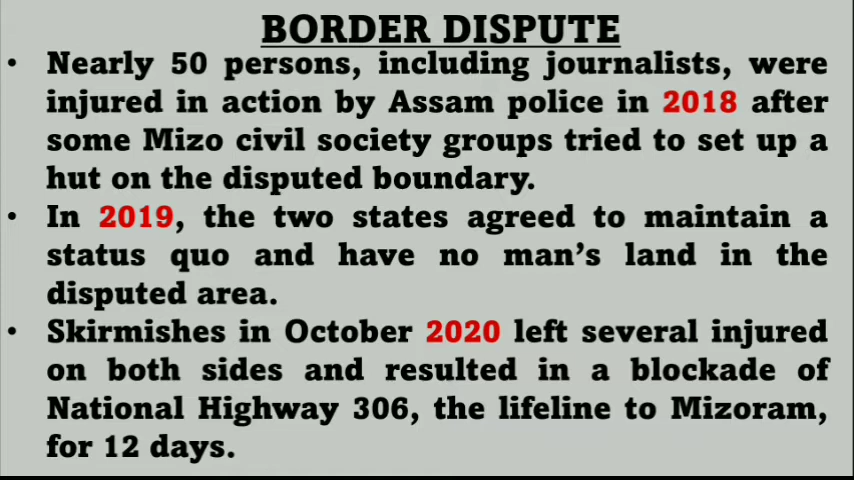 BORDER DISPUTE
• Nearly 50 persons, including journalists, were
injured in action by Assam police in 2018 after
some Mizo civil society groups tried to set up a
hut on the disputed boundary.
• In 2019, the two states agreed to maintain a
status quo and have no man’s land in the
disputed area.
• Skirmishes in October 2020 left several injured
on both sides and resulted in a blockade of
National Highway 306, the lifeline to Mizoram,
for 12 days.